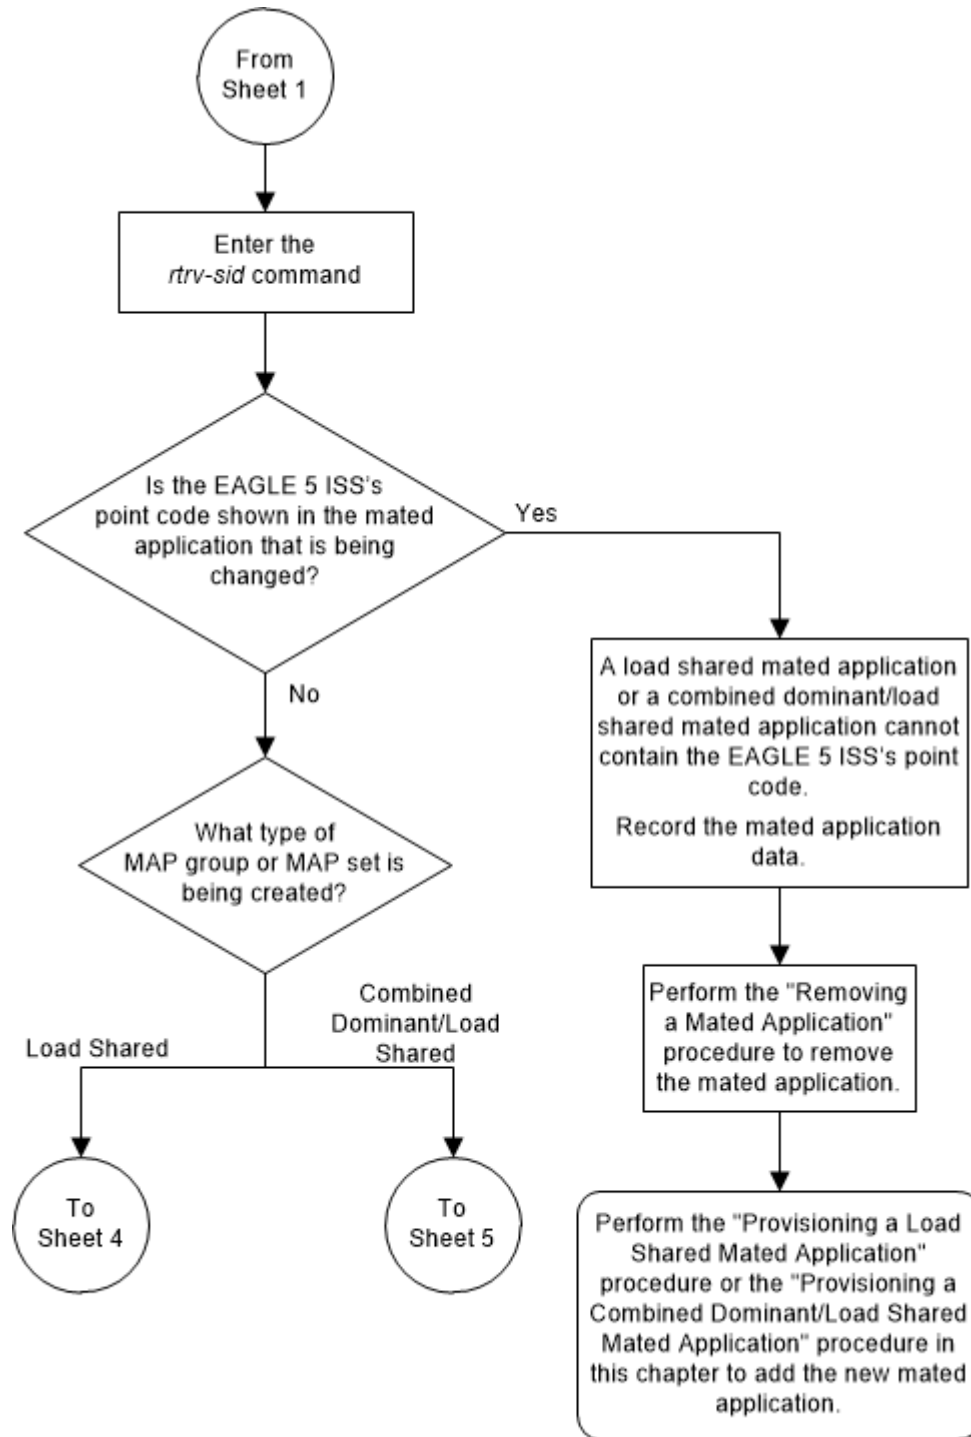 From
Sheet 1
Enter the
rtrv-sid command
Is the EAGLE 5 ISS's
point code shown in the mated
application that is being
changed?
Yes
No
A load shared mated application
or a combined dominant/load
shared mated application cannot
contain the EAGLE 5 ISS's point
code.
Record the mated application
data.
What type of
MAP group or MAP set is
being created?
Load Shared
Combined
Dominant/Load
Shared
Perform the "Removing
a Mated Application"
procedure to remove
the mated application.
To
Sheet 4
To
Sheet 5
Perform the "Provisioning a Load
Shared Mated Application"
procedure or the "Provisioning a
Combined Dominant/Load Shared
Mated Application" procedure in
this chapter to add the new mated
application.